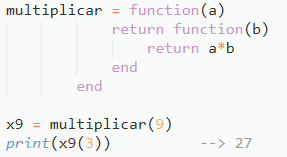 multiplicar = function(a)
            return function(b)
                return a*b
            end
        end

x9 = multiplicar(9)
print(x9(3))          --> 27